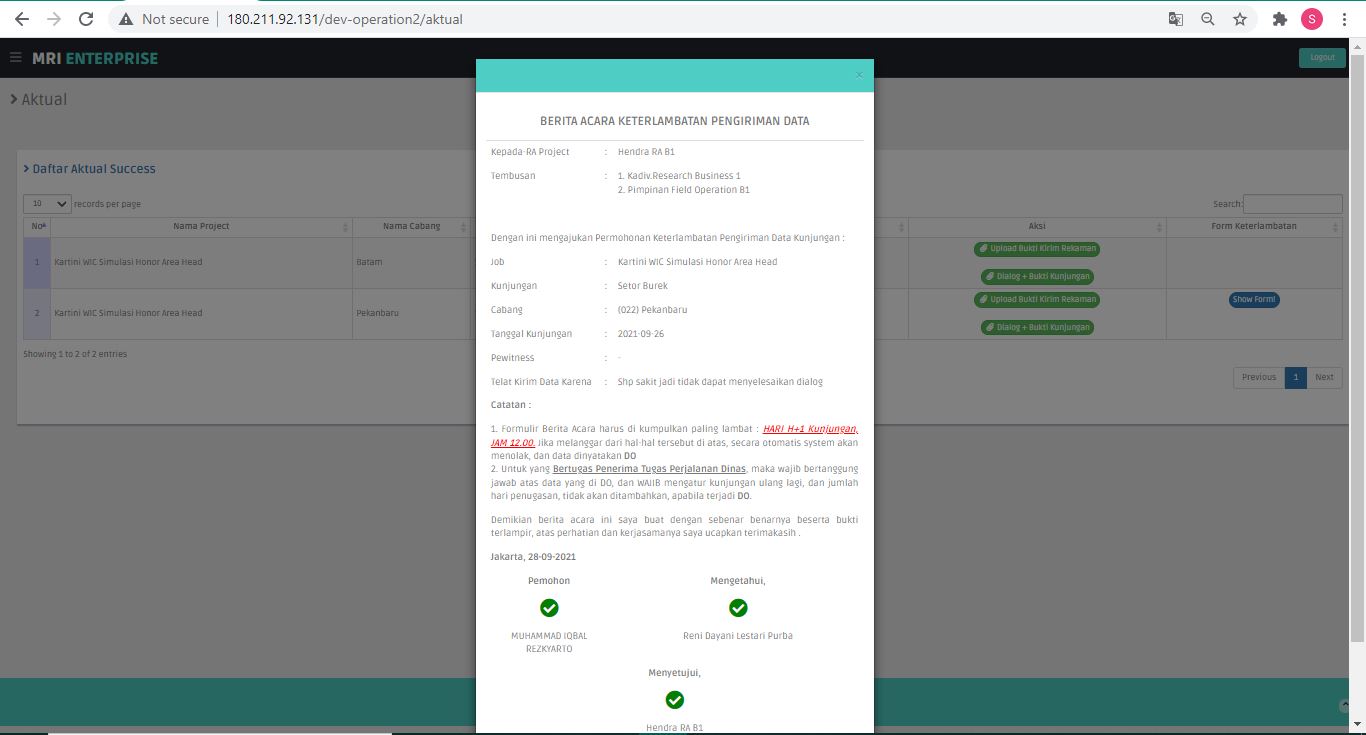 Not secure | 180.211.92.131/dev-operation2/aktual
S
MRI ENTERPRISE
Logout
Aktual
Daftar Aktual Success
10 records per page
Search:
No Nama Project Nama Cabang Aksi Form Keterlambatan
1 Kartini WIC Simulasi Honor Area Head Batam Upload Bukti Kirim Rekaman
Dialog + Bukti Kunjungan
2 Kartini WIC Simulasi Honor Area Head Pekanbaru Upload Bukti Kirim Rekaman Show Form!
Dialog + Bukti Kunjungan
Showing 1 to 2 of 2 entries
Previous 1 Next
×
BERITA ACARA KETERLAMBATAN PENGIRIMAN DATA
Kepada-RA Project : Hendra RA B1
Tembusan : 1. Kadiv.Research Business 1
2. Pimpinan Field Operation B1
Dengan ini mengajukan Permohonan Keterlambatan Pengiriman Data Kunjungan :
Job : Kartini WIC Simulasi Honor Area Head
Kunjungan : Setor Burek
Cabang : (022) Pekanbaru
Tanggal Kunjungan : 2021-09-26
Pewitness : -
Telat Kirim Data Karena : Shp sakit jadi tidak dapat menyelesaikan dialog
Catatan :
1. Formulir Berita Acara harus di kumpulkan paling lambat : HARI H+1 Kunjungan,
JAM 12.00. Jika melanggar dari hal-hal tersebut di atas, secara otomatis system akan
menolak, dan data dinyatakan DO
2. Untuk yang Bertugas Penerima Tugas Perjalanan Dinas, maka wajib bertanggung
jawab atas data yang di DO, dan WAJIB mengatur kunjungan ulang lagi, dan jumlah
hari penugasan, tidak akan ditambahkan, apabila terjadi DO.
Demikian berita acara ini saya buat dengan sebenar benarnya beserta bukti
terlampir, atas perhatian dan kerjasamanya saya ucapkan terimakasih .
Jakarta, 28-09-2021
Pemohon Mengetahui,
MUHAMMAD IQBAL Reni Dayani Lestari Purba
REZKYARTO
Menyetujui,
Hendra RA B1